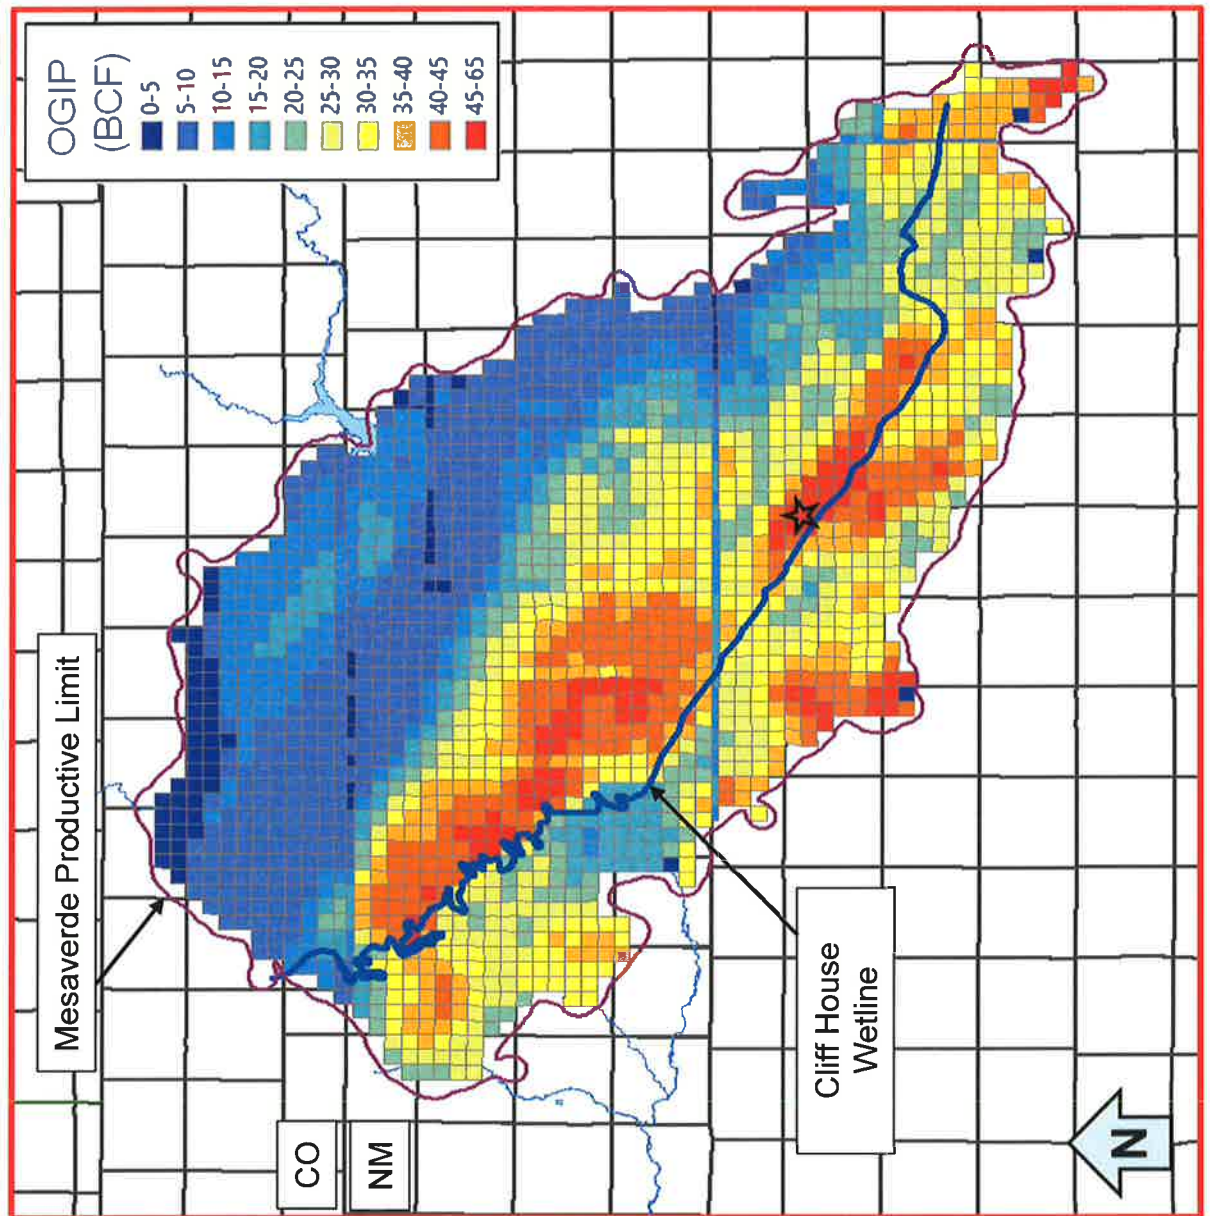 Mesaverde Productive Limit
OGIP
(BCF)
0-5
5-10
10-15
15-20
20-25
25-30
30-35
35-40
40-45
45-65
CO
NM
Cliff House
Wetline
N